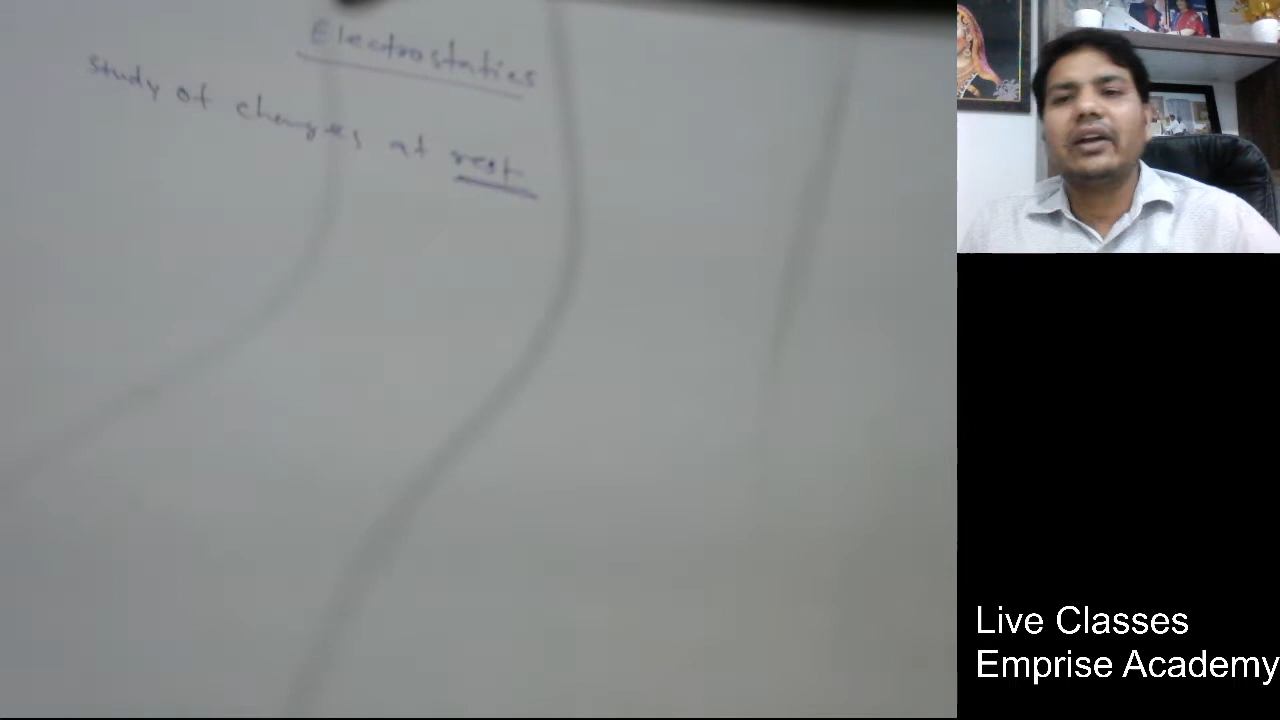 Electrostatics
study of charges at rest
Live Classes
Emprise Academy